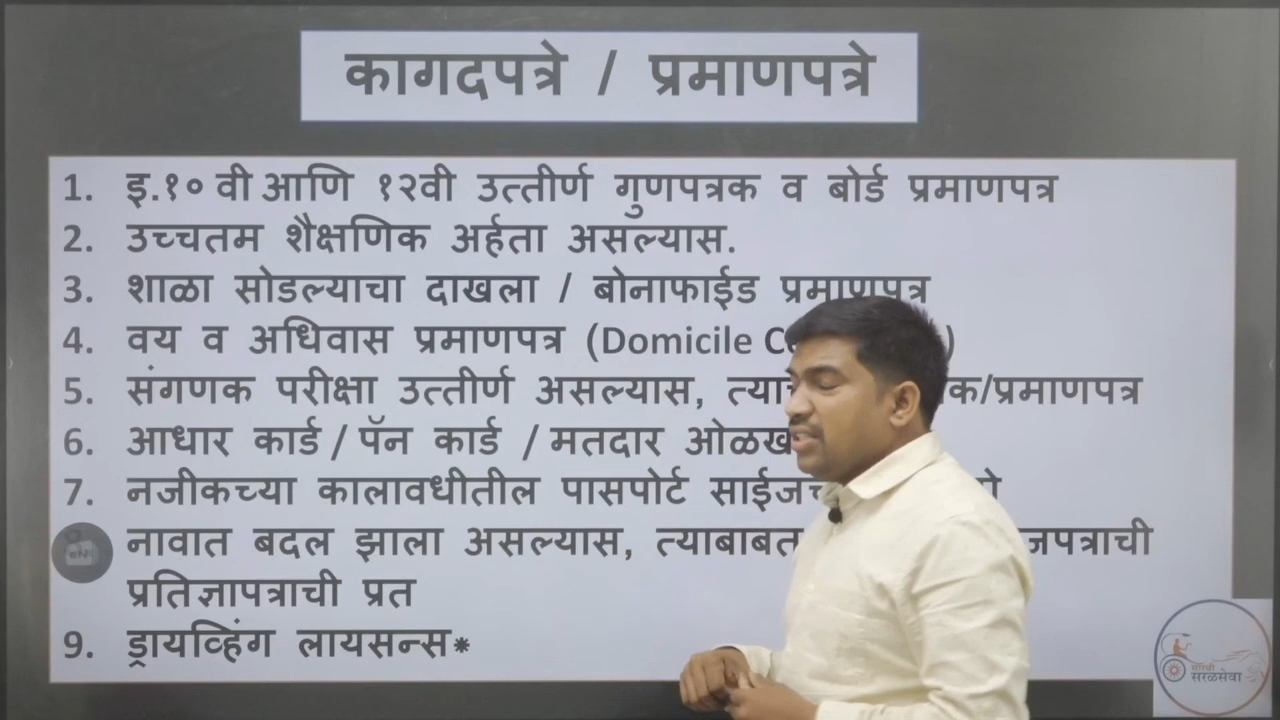 कागदपत्रे / प्रमाणपत्रे
1. इ.१० वी आणि १२वी उत्तीर्ण गुणपत्रक व बोर्ड प्रमाणपत्र
2. उच्चतम शैक्षणिक अर्हता असल्यास.
3. शाळा सोडल्याचा दाखला / बोनाफाईड प्रमाणपत्र
4. वय व अधिवास प्रमाणपत्र (Domicile )
5. संगणक परीक्षा उत्तीर्ण असल्यास, /प्रमाणपत्र
6. आधार कार्ड / पॅन कार्ड / मतदार
7. नजीकच्या कालावधीतील पासपोर्ट
नावात बदल झाला असल्यास, त्याबाबत
प्रतिज्ञापत्राची प्रत
9. ड्रायव्हिंग लायसन्स*
सारथी
सरळसेवा